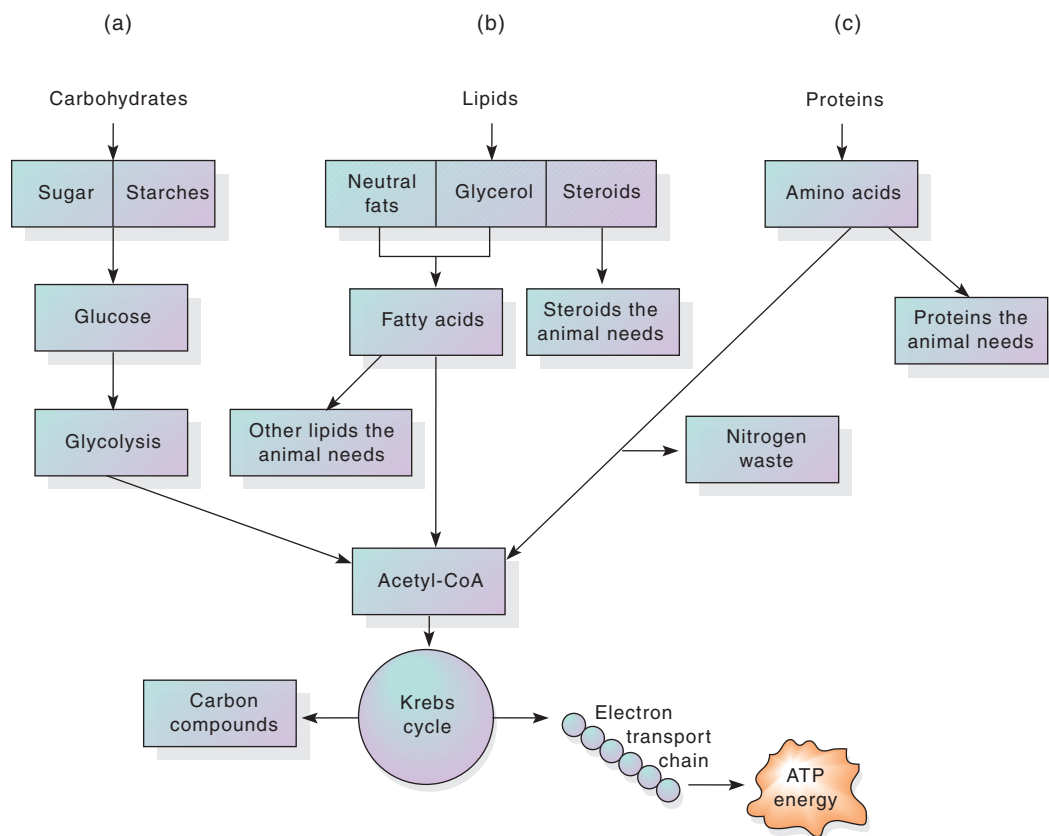 (a)
(b)
(c)
Carbohydrates
Lipids
Proteins
Sugar
Starches
Neutral
fats
Glycerol
Steroids
Amino acids
Glucose
Fatty acids
Steroids the
animal needs
Proteins the
animal needs
Glycolysis
Other lipids the
animal needs
Nitrogen
waste
Acetyl-CoA
Carbon
compounds
Krebs
cycle
Electron
transport
chain
ATP
energy